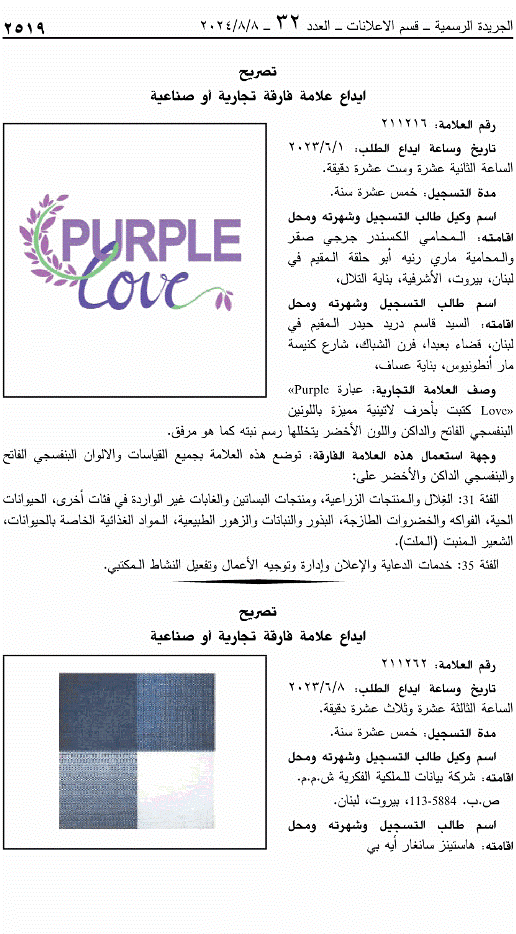 الجريدة الرسمية ــ قسم الاعلانات ــ العدد ٣٢ ــ ٢٠٢٤/٨/٨
٢٥١٩
تصريح
ايداع علامة فارقة تجارية او صناعية
PURPLE
Love
رقم العلامة: ٢١١٢١٦
تاريخ وساعة ايداع الطلب: ٢٠٢٣/٦/١
الساعة الثانية عشرة وست عشرة دقيقة.
مدة التسجيل: خمس عشرة سنة.
اسم وكيل طالب التسجيل وشهرته ومحل
اقامته: المحامي الكسندر جرجي صقر
والمحامية ماري رنيه أبو حلقة المقيم في
لبنان، بيروت، الأشرفية، بناية التلال،
اسم طالب التسجيل وشهرته ومحل
اقامته: السيد قاسم دريد حيدر المقيم في
لبنان، قضاء بعبدا، فرن الشباك، شارع كنيسة
مار أنطونيوس، بناية عساف،
وصف العلامة التجارية: عبارة «Purple
Love» كتبت بأحرف لاتينية مميزة باللونين
البنفسجي الفاتح والداكن واللون الأخضر يتخللها رسم نبته كما هو مرفق.
وجهة استعمال هذه العلامة الفارقة: توضع هذه العلامة بجميع القياسات والالوان البنفسجي الفاتح
والبنفسجي الداكن والأخضر على:
الفئة 31: الغِلال والمنتجات الزراعية، ومنتجات البساتين والغابات غير الواردة في فئات أخرى، الحيوانات
الحية، الفواكه والخضروات الطازجة، البذور والنباتات والزهور الطبيعية، المواد الغذائية الخاصة بالحيوانات،
الشعير المنبت (الملت).
الفئة 35: خدمات الدعاية والإعلان وإدارة وتوجيه الأعمال وتفعيل النشاط المكتبي.
تصريح
ايداع علامة فارقة تجارية او صناعية
رقم العلامة: ٢١١٢٦٢
تاريخ وساعة ايداع الطلب: ٢٠٢٣/٦/٨
الساعة الثالثة عشرة وثلاث عشرة دقيقة.
مدة التسجيل: خمس عشرة سنة.
اسم وكيل طالب التسجيل وشهرته ومحل
اقامته: شركة بيانات للملكية الفكرية ش.م.م.
ص.ب. 5884-113، بيروت، لبنان.
اسم طالب التسجيل وشهرته ومحل
اقامته: هاستينز سانغار أيه بي